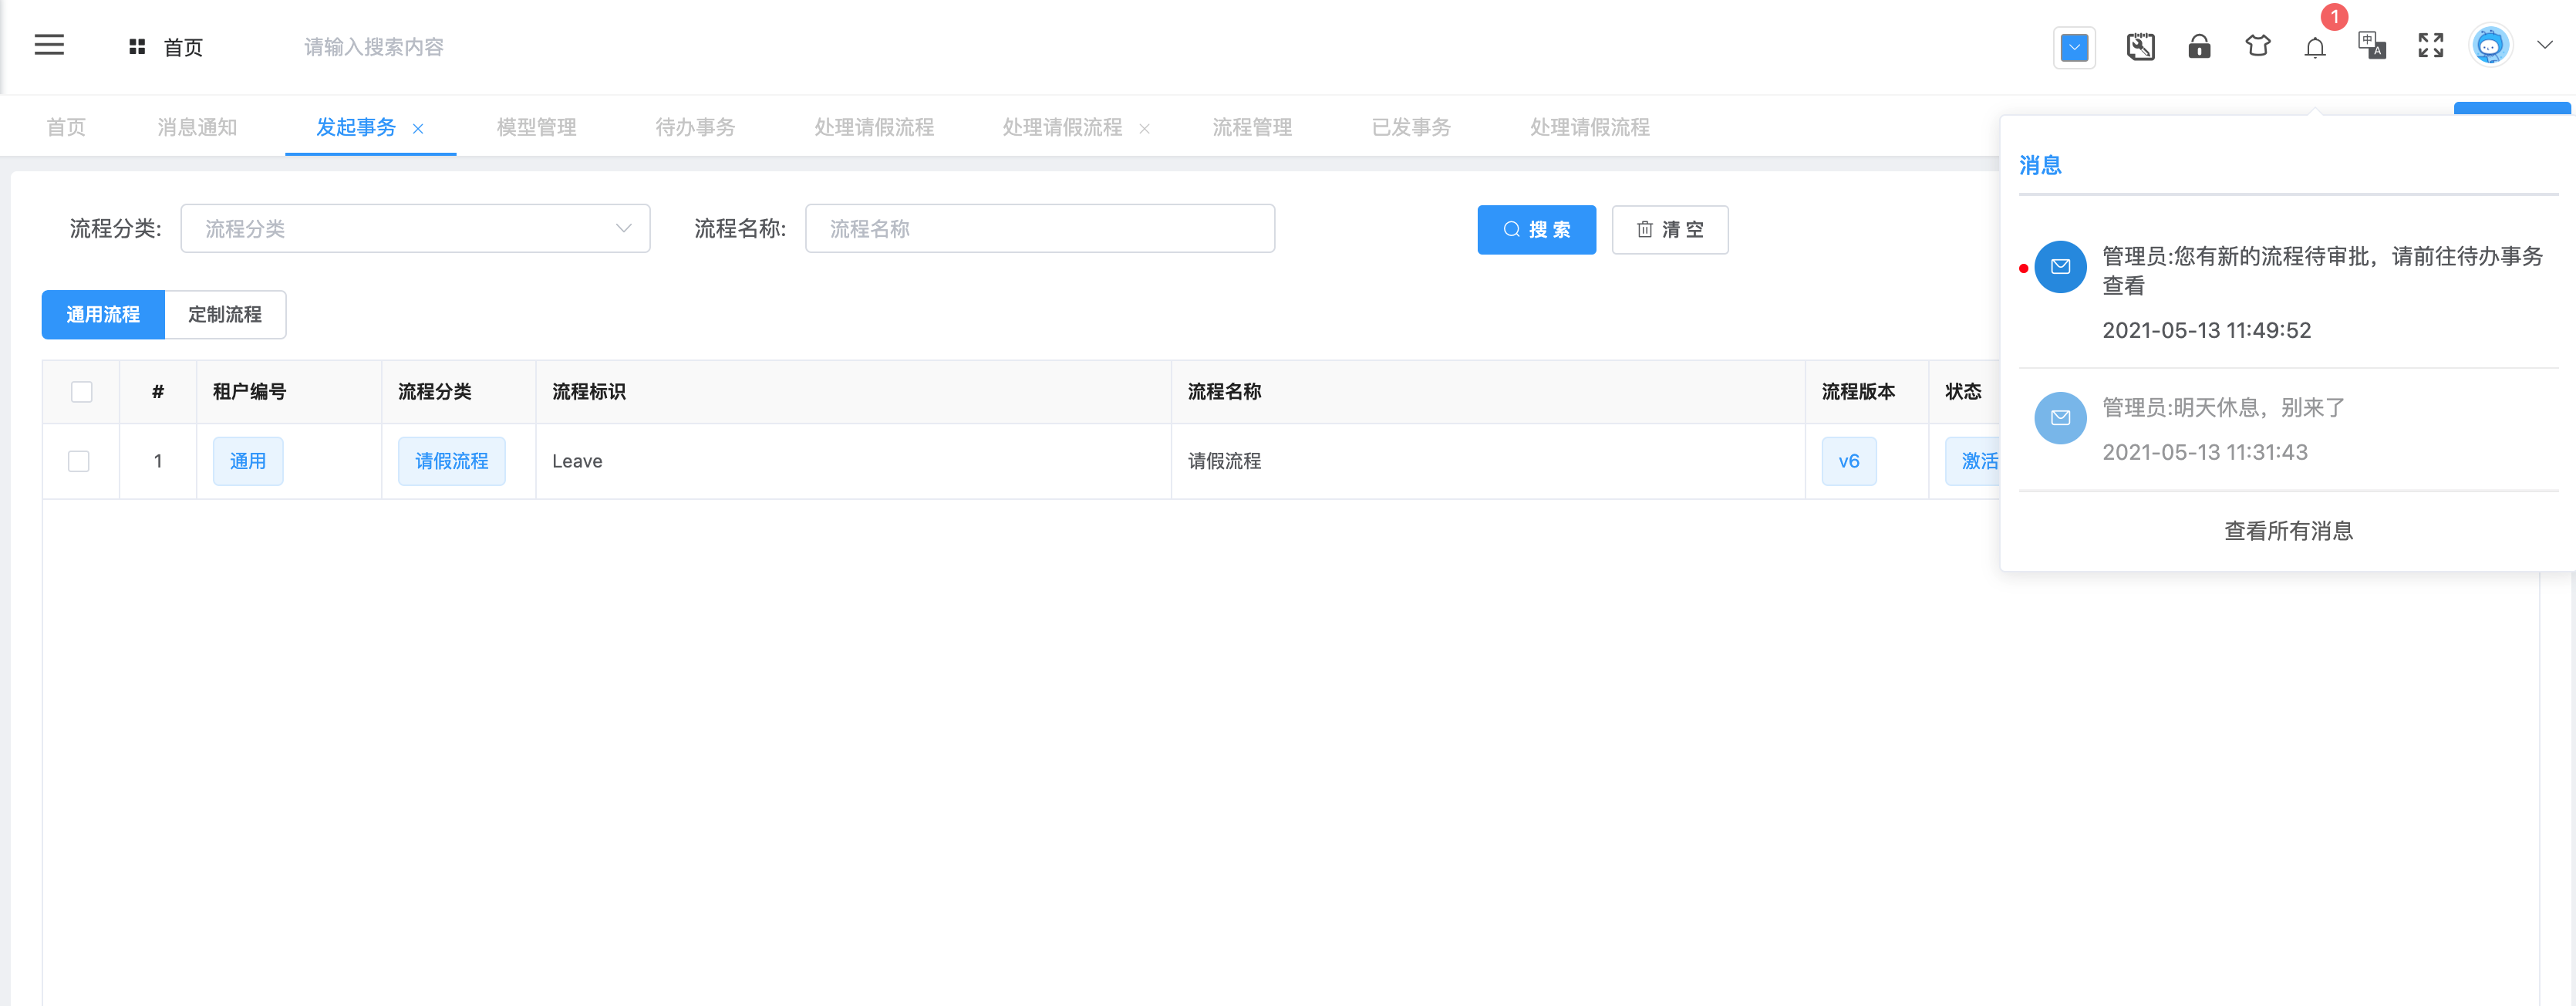 首页 请输入搜索内容 中 A 1
首页 消息通知 发起事务 模型管理 待办事务 处理请假流程 处理请假流程 流程管理 已发事务 处理请假流程
流程分类: 流程分类 流程名称: 流程名称 搜索 清空
通用流程 定制流程
# 租户编号 流程分类 流程标识 流程名称 流程版本 状态
1 通用 请假流程 Leave 请假流程 v6 激活
消息
管理员:您有新的流程待审批，请前往待办事务
查看
2021-05-13 11:49:52
管理员:明天休息，别来了
2021-05-13 11:31:43
查看所有消息